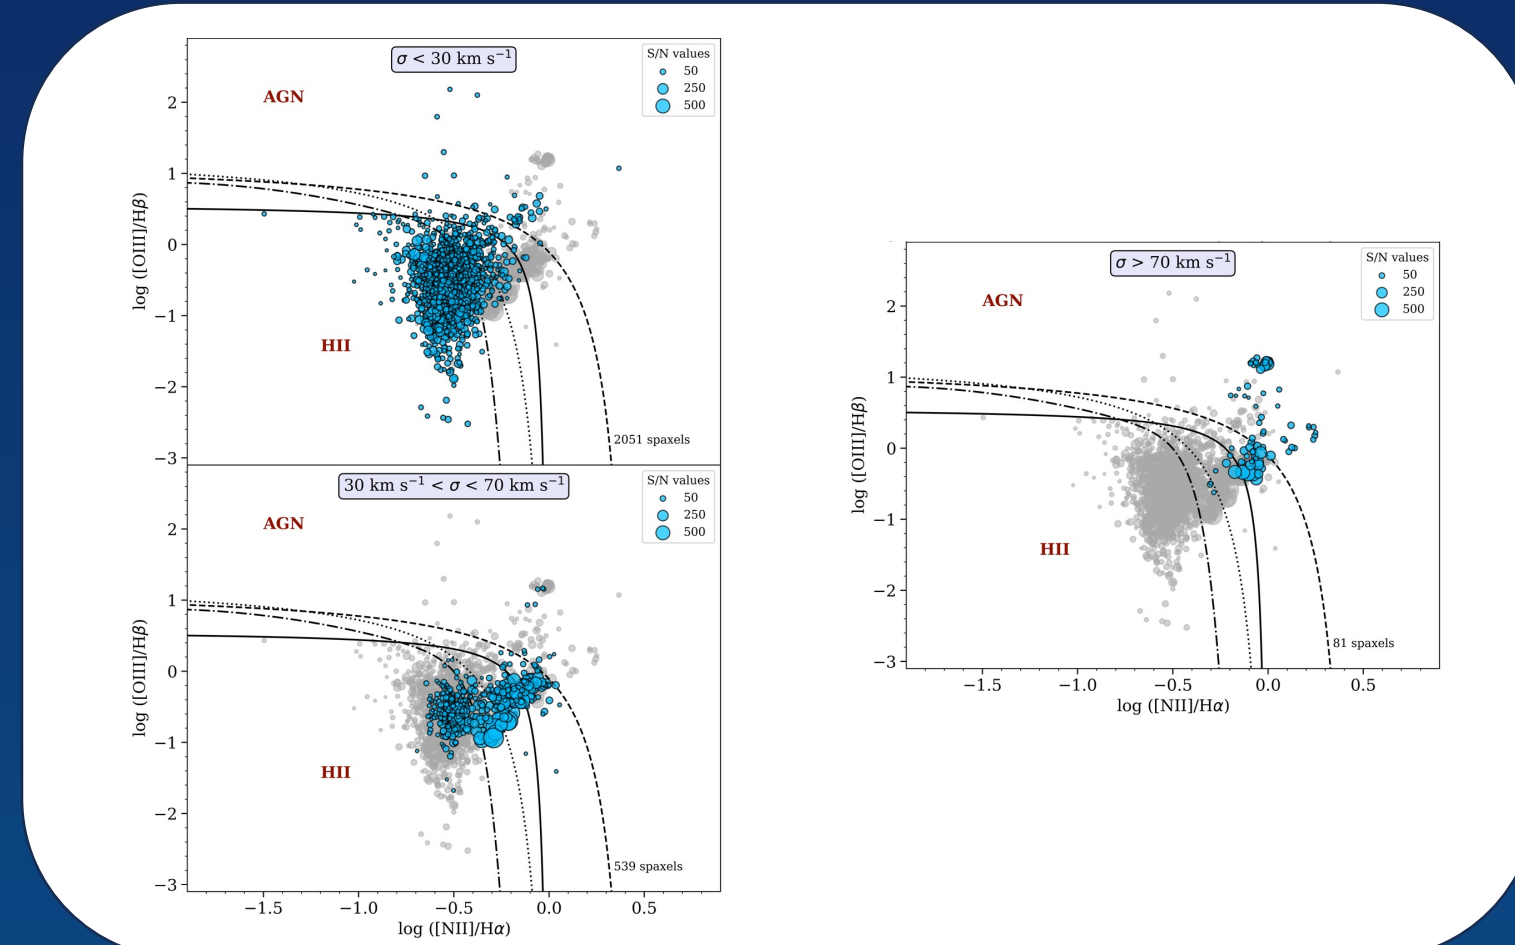 σ < 30 km s⁻¹
S/N values
50
250
500
AGN
HII
2051 spaxels
log ([OIII]/Hβ)
2
1
0
−1
−2
−3
30 km s⁻¹ < σ < 70 km s⁻¹
S/N values
50
250
500
AGN
HII
539 spaxels
log ([OIII]/Hβ)
2
1
0
−1
−2
−3
−1.5 −1.0 −0.5 0.0 0.5
log ([NII]/Hα)
σ > 70 km s⁻¹
S/N values
50
250
500
AGN
HII
81 spaxels
log ([OIII]/Hβ)
2
1
0
−1
−2
−3
−1.5 −1.0 −0.5 0.0 0.5
log ([NII]/Hα)